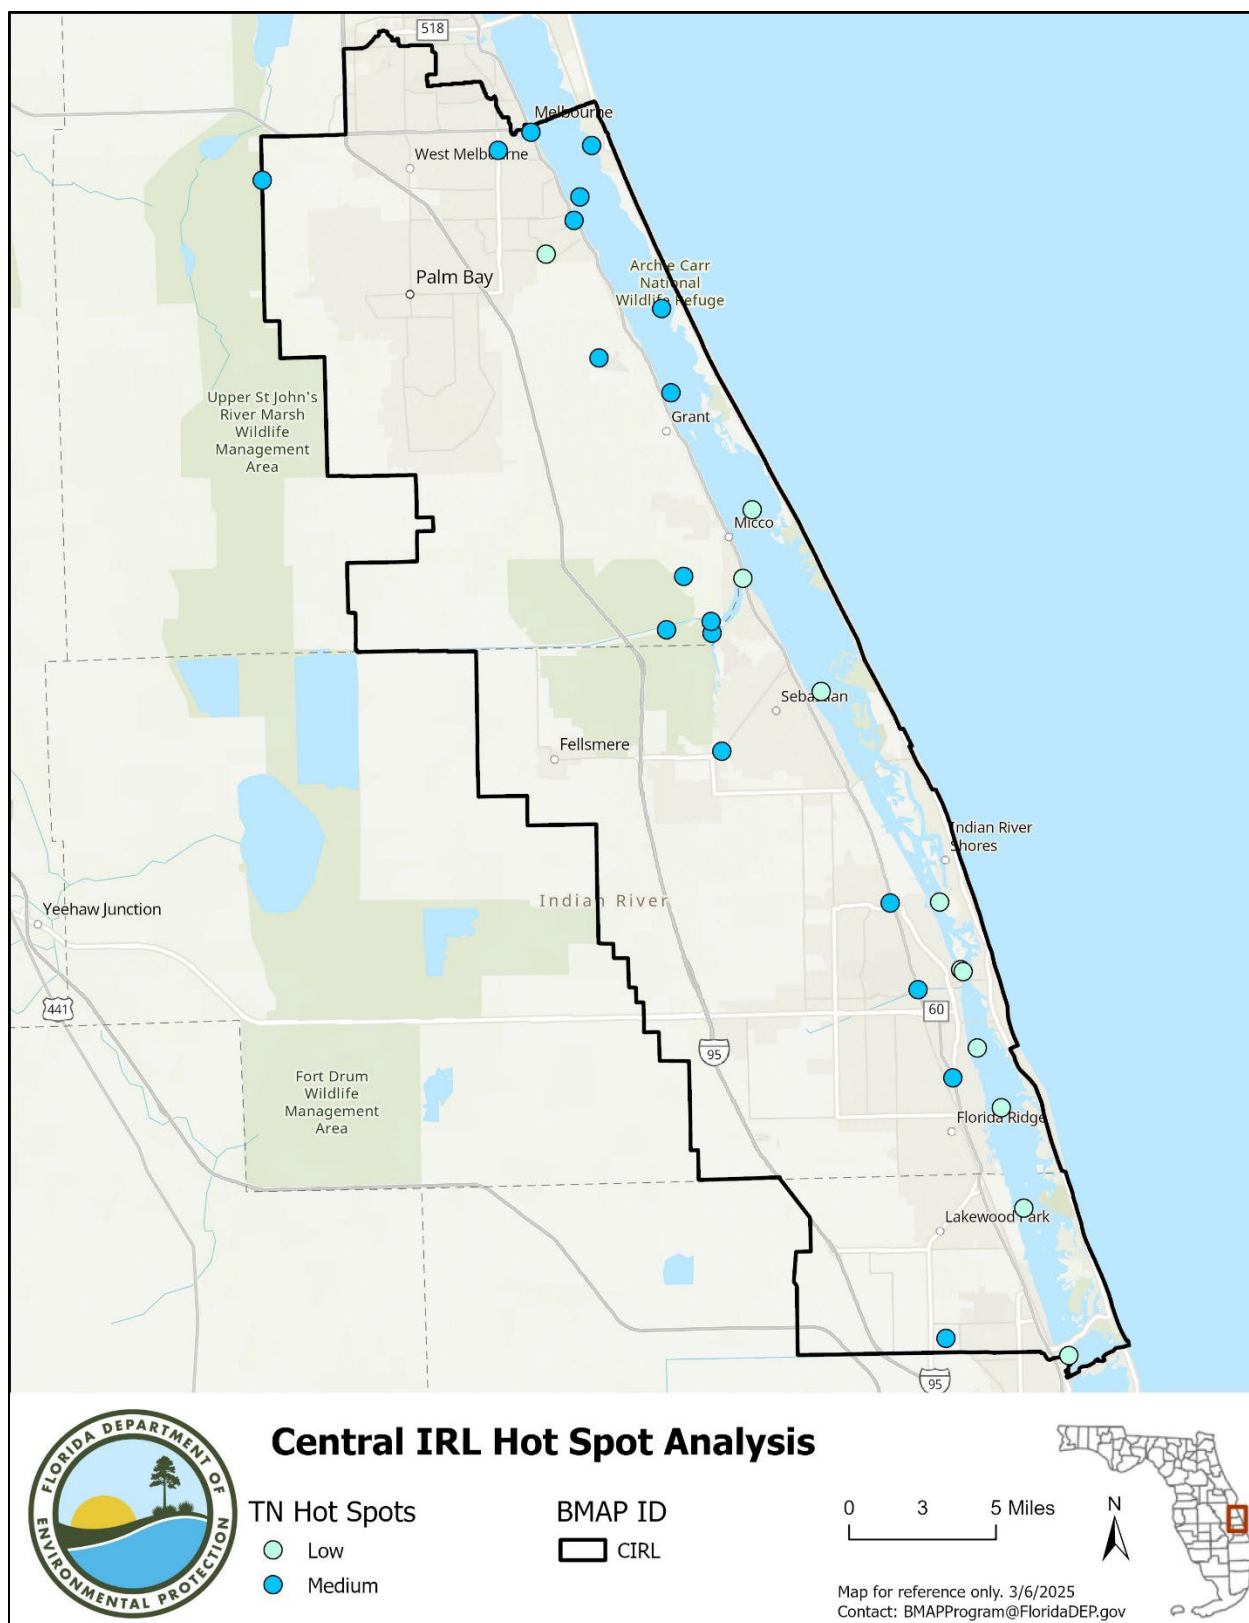 518
Melbourne
West Melbourne
Palm Bay
Archie Carr
National
Wildlife Refuge
Upper St John's
River Marsh
Wildlife
Management
Area
Grant
Micco
Sebastian
Fellsmere
Indian River
Shores
Indian River
Yeehaw Junction
441
60
95
Fort Drum
Wildlife
Management
Area
Florida Ridge
Lakewood Park
95
FLORIDA DEPARTMENT OF
ENVIRONMENTAL PROTECTION
Central IRL Hot Spot Analysis
TN Hot Spots
Low
Medium
BMAP ID
CIRL
0 3 5 Miles
N
Map for reference only. 3/6/2025
Contact: BMAPProgram@FloridaDEP.gov